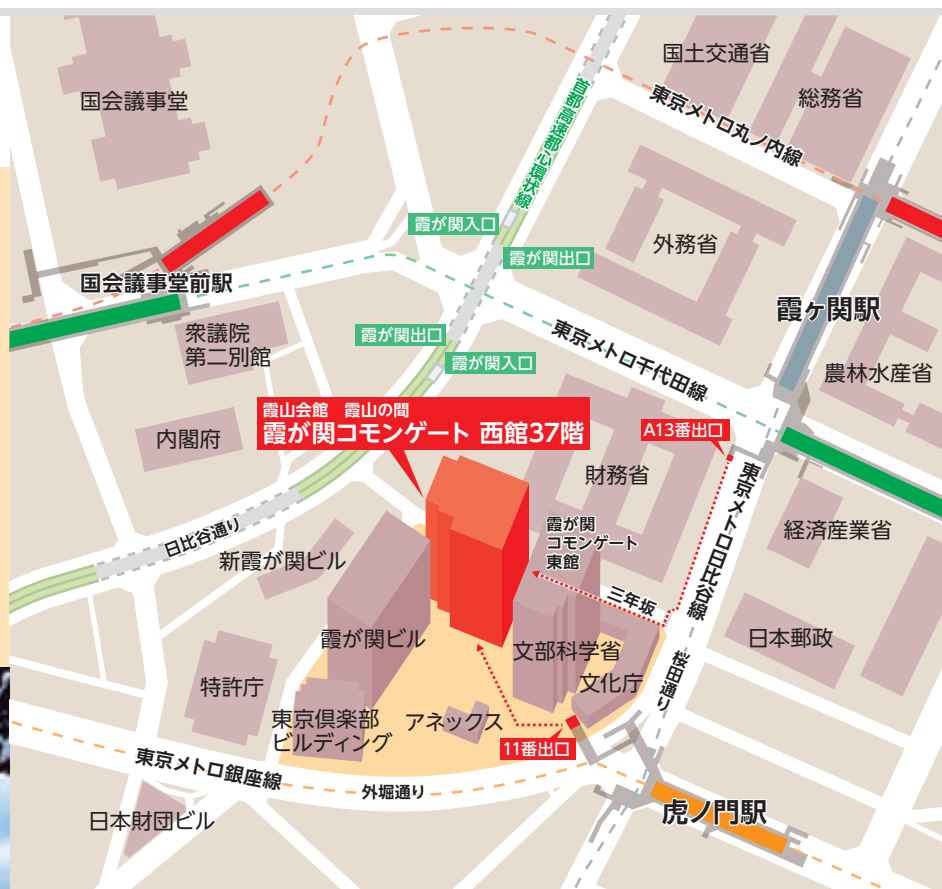 国会議事堂
国土交通省
総務省
東京メトロ丸ノ内線
首都高速都心環状線
霞が関入口
霞が関出口
外務省
国会議事堂前駅
霞ヶ関駅
衆議院
第二別館
霞が関出口
霞が関入口
東京メトロ千代田線
農林水産省
霞山会館 霞山の間
霞が関コモンゲート 西館37階
内閣府
A13番出口
財務省
東京メトロ日比谷線
経済産業省
日比谷通り
新霞が関ビル
霞が関
コモンゲート
東館
三年坂
霞が関ビル
文部科学省
日本郵政
桜田通り
特許庁
文化庁
東京倶楽部
ビルディング
アネックス
11番出口
東京メトロ銀座線
外堀通り
虎ノ門駅
日本財団ビル